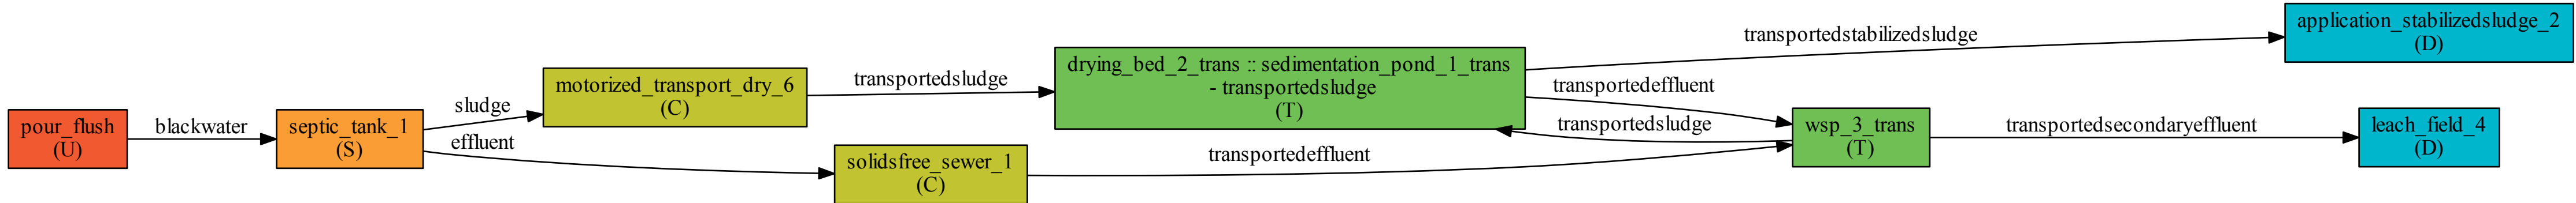 pour_flush
(U)
blackwater
septic_tank_1
(S)
sludge
effluent
motorized_transport_dry_6
(C)
solidsfree_sewer_1
(C)
transportedsludge
transportedeffluent
drying_bed_2_trans :: sedimentation_pond_1_trans
- transportedsludge
(T)
transportedstabilizedsludge
transportedeffluent
transportedsludge
wsp_3_trans
(T)
transportedsecondaryeffluent
application_stabilizedsludge_2
(D)
leach_field_4
(D)